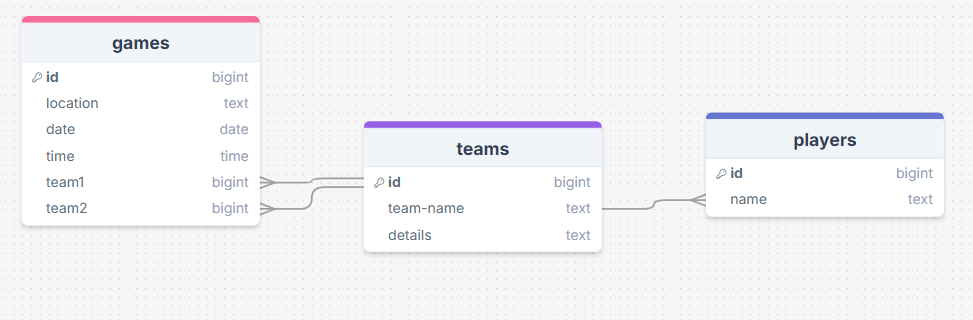 games
id bigint
location text
date date
time time
team1 bigint
team2 bigint
teams
id bigint
team-name text
details text
players
id bigint
name text